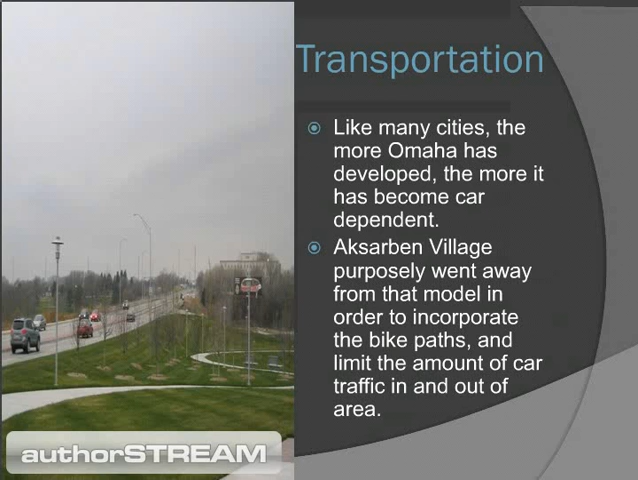 Transportation
Like many cities, the
more Omaha has
developed, the more it
has become car
dependent.
Aksarben Village
purposely went away
from that model in
order to incorporate
the bike paths, and
limit the amount of car
traffic in and out of
area.
authorSTREAM